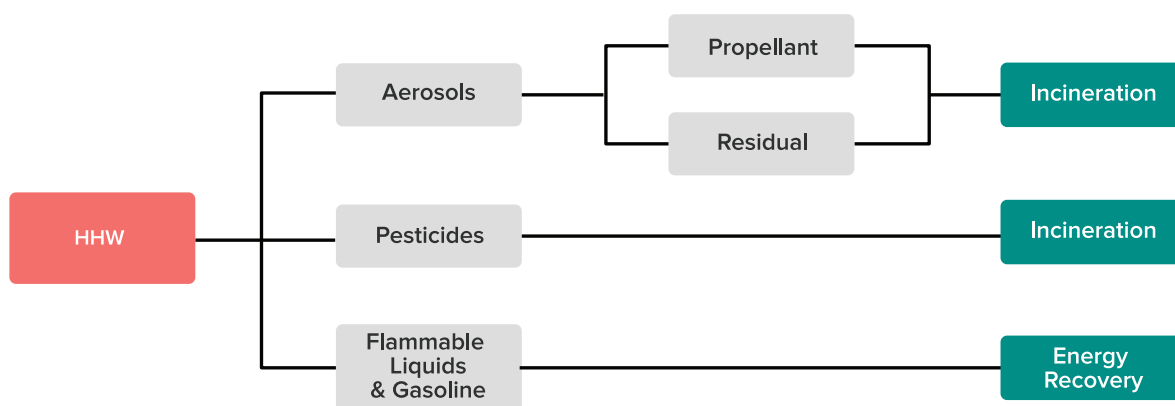 Propellant
Aerosols
Incineration
Residual
HHW
Pesticides
Incineration
Flammable
Liquids
& Gasoline
Energy
Recovery